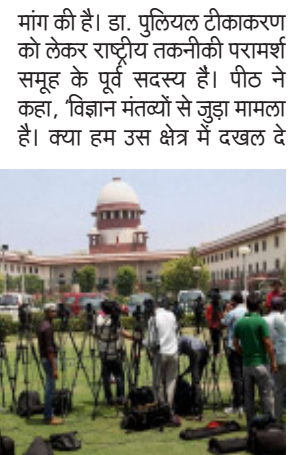 मांग की है। डा. पुलियल टीकाकरण
को लेकर राष्ट्रीय तकनीकी परामर्श
समूह के पूर्व सदस्य हैं। पीठ ने
कहा, ‘विज्ञान मंतव्यों से जुड़ा मामला
है। क्या हम उस क्षेत्र में दखल दे